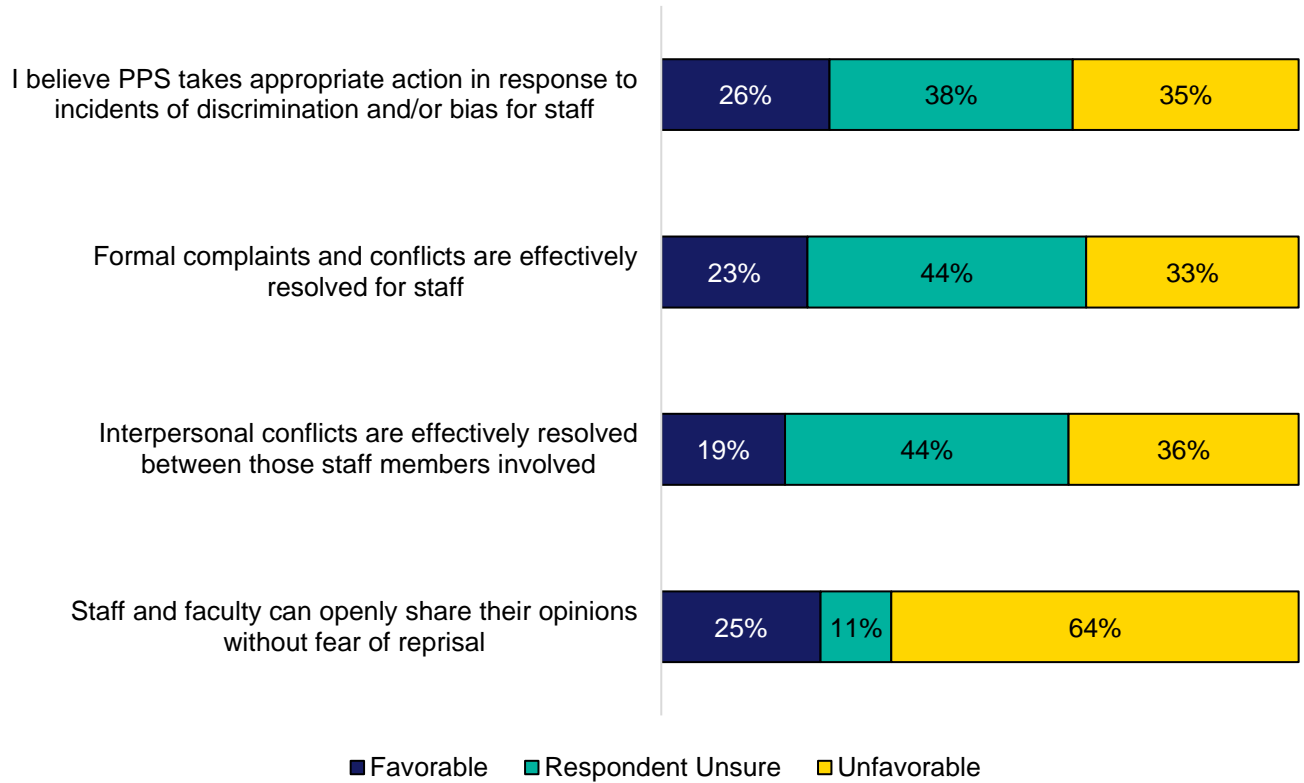 I believe PPS takes appropriate action in response to
incidents of discrimination and/or bias for staff
26% 38% 35%
Formal complaints and conflicts are effectively
resolved for staff
23% 44% 33%
Interpersonal conflicts are effectively resolved
between those staff members involved
19% 44% 36%
Staff and faculty can openly share their opinions
without fear of reprisal
25% 11% 64%
Favorable Respondent Unsure Unfavorable